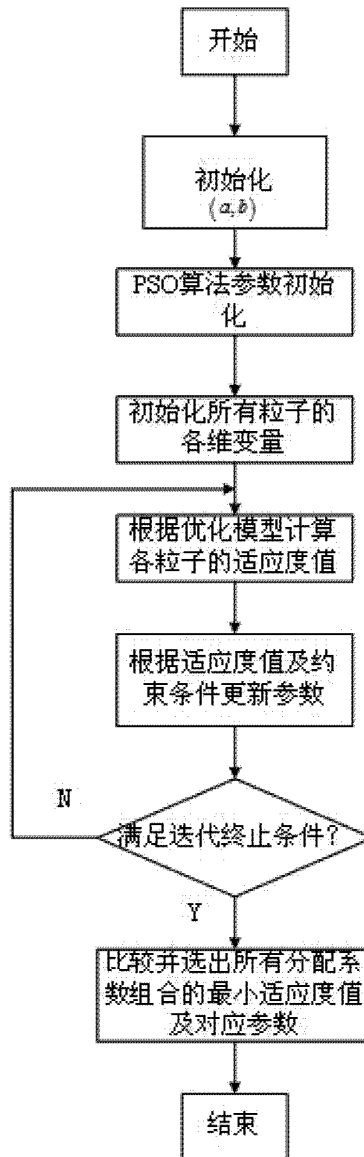 开始
初始化
(a,b)
PSO算法参数初始
化
初始化所有粒子的
各维变量
根据优化模型计算
各粒子的适应度值
根据适应度值及约
束条件更新参数
N
满足迭代终止条件?
Y
比较并选出所有分配系
数组合的最小适应度值
及对应参数
结束